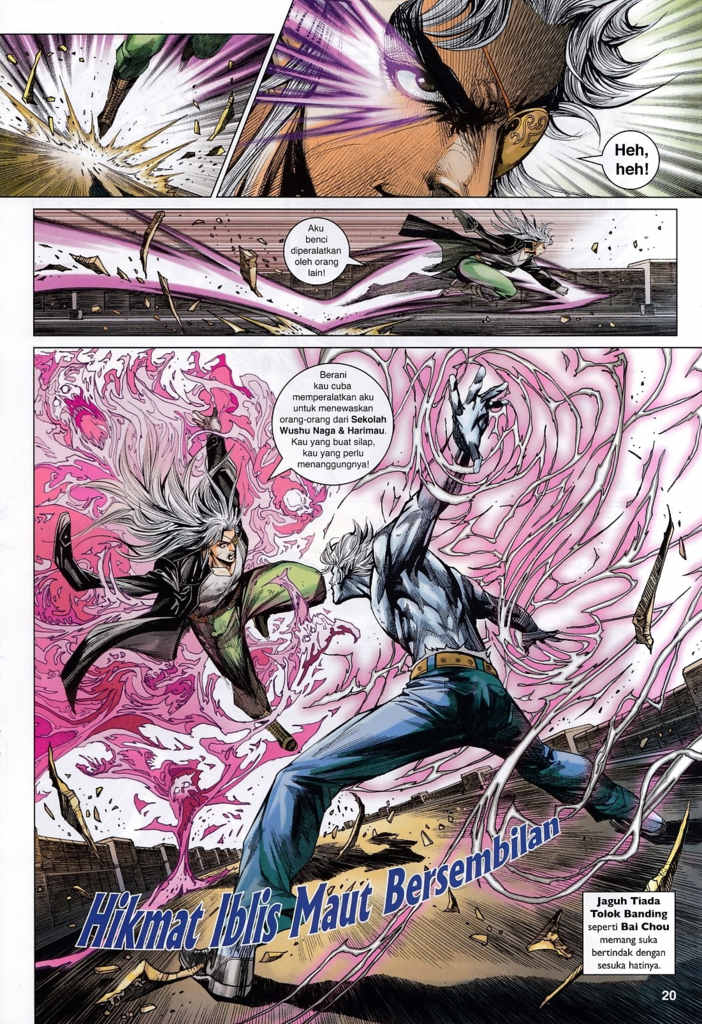 Heh,
heh!
Aku
benci
diperalatkan
oleh orang
lain!
Berani
kau cuba
memperalatkan aku
untuk menewaskan
orang-orang dari Sekolah
Wushu Naga & Harimau.
Kau yang buat silap,
kau yang perlu
menanggungnya!
Hikmat Iblis Maut Bersembilan
Jaguh Tiada
Tolok Banding
seperti Bai Chou
memang suka
bertindak dengan
sesuka hatinya.
20